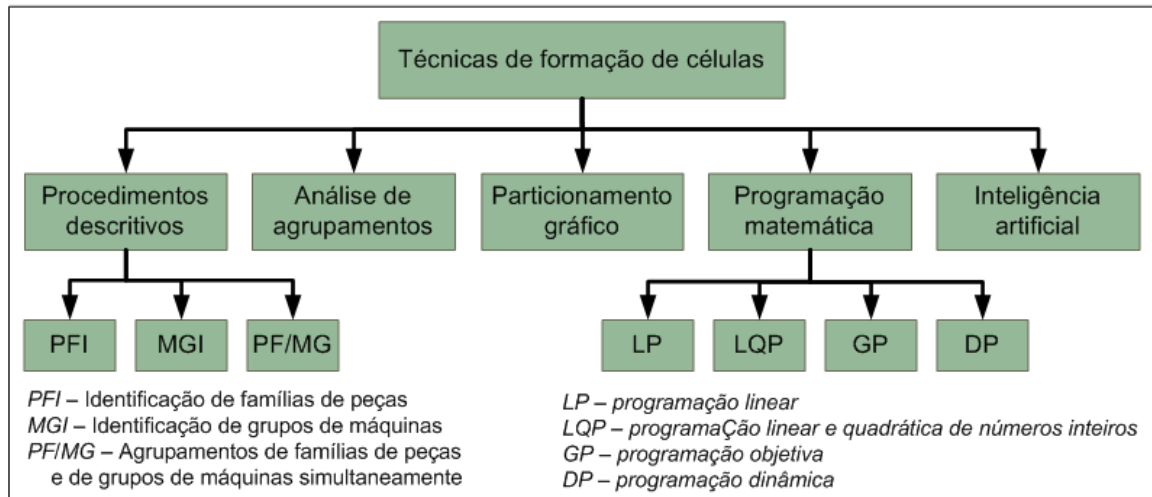 Técnicas de formação de células
Procedimentos
descritivos
Análise de
agrupamentos
Particionamento
gráfico
Programação
matemática
Inteligência
artificial
PFI
MGI
PF/MG
LP
LQP
GP
DP
PFI – Identificação de famílias de peças
MGI – Identificação de grupos de máquinas
PF/MG – Agrupamentos de famílias de peças
e de grupos de máquinas simultaneamente
LP – programação linear
LQP – programaÇão linear e quadrática de números inteiros
GP – programação objetiva
DP – programação dinâmica